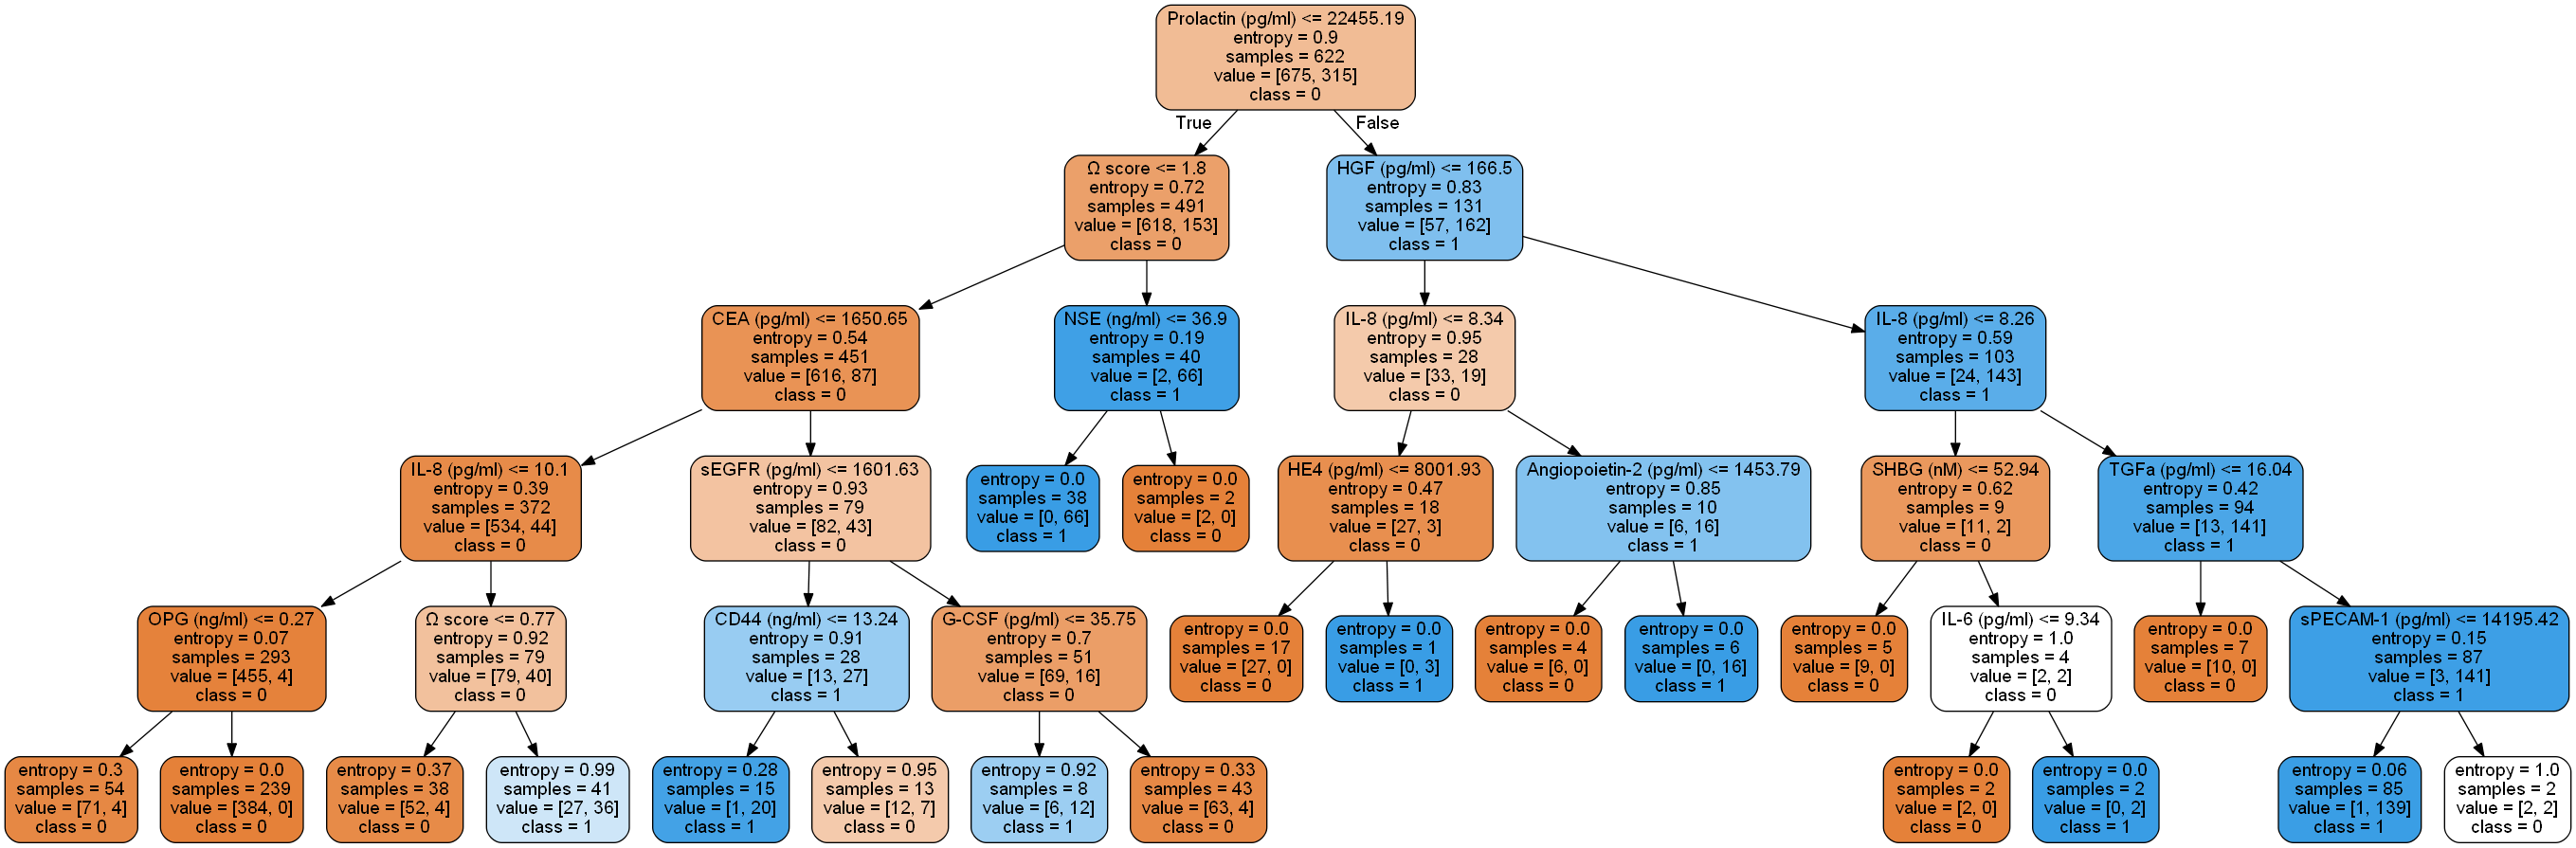 Prolactin (pg/ml) <= 22455.19
entropy = 0.9
samples = 622
value = [675, 315]
class = 0
True
False
Ω score <= 1.8
entropy = 0.72
samples = 491
value = [618, 153]
class = 0
HGF (pg/ml) <= 166.5
entropy = 0.83
samples = 131
value = [57, 162]
class = 1
CEA (pg/ml) <= 1650.65
entropy = 0.54
samples = 451
value = [616, 87]
class = 0
NSE (ng/ml) <= 36.9
entropy = 0.19
samples = 40
value = [2, 66]
class = 1
IL-8 (pg/ml) <= 8.34
entropy = 0.95
samples = 28
value = [33, 19]
class = 0
IL-8 (pg/ml) <= 8.26
entropy = 0.59
samples = 103
value = [24, 143]
class = 1
IL-8 (pg/ml) <= 10.1
entropy = 0.39
samples = 372
value = [534, 44]
class = 0
sEGFR (pg/ml) <= 1601.63
entropy = 0.93
samples = 79
value = [82, 43]
class = 0
entropy = 0.0
samples = 38
value = [0, 66]
class = 1
entropy = 0.0
samples = 2
value = [2, 0]
class = 0
HE4 (pg/ml) <= 8001.93
entropy = 0.47
samples = 18
value = [27, 3]
class = 0
Angiopoietin-2 (pg/ml) <= 1453.79
entropy = 0.85
samples = 10
value = [6, 16]
class = 1
SHBG (nM) <= 52.94
entropy = 0.62
samples = 9
value = [11, 2]
class = 0
TGFa (pg/ml) <= 16.04
entropy = 0.42
samples = 94
value = [13, 141]
class = 1
OPG (ng/ml) <= 0.27
entropy = 0.07
samples = 293
value = [455, 4]
class = 0
Ω score <= 0.77
entropy = 0.92
samples = 79
value = [79, 40]
class = 0
CD44 (ng/ml) <= 13.24
entropy = 0.91
samples = 28
value = [13, 27]
class = 1
G-CSF (pg/ml) <= 35.75
entropy = 0.7
samples = 51
value = [69, 16]
class = 0
entropy = 0.0
samples = 17
value = [27, 0]
class = 0
entropy = 0.0
samples = 1
value = [0, 3]
class = 1
entropy = 0.0
samples = 4
value = [6, 0]
class = 0
entropy = 0.0
samples = 6
value = [0, 16]
class = 1
entropy = 0.0
samples = 5
value = [9, 0]
class = 0
IL-6 (pg/ml) <= 9.34
entropy = 1.0
samples = 4
value = [2, 2]
class = 0
entropy = 0.0
samples = 7
value = [10, 0]
class = 0
sPECAM-1 (pg/ml) <= 14195.42
entropy = 0.15
samples = 87
value = [3, 141]
class = 1
entropy = 0.3
samples = 54
value = [71, 4]
class = 0
entropy = 0.0
samples = 239
value = [384, 0]
class = 0
entropy = 0.37
samples = 38
value = [52, 4]
class = 0
entropy = 0.99
samples = 41
value = [27, 36]
class = 1
entropy = 0.28
samples = 15
value = [1, 20]
class = 1
entropy = 0.95
samples = 13
value = [12, 7]
class = 0
entropy = 0.92
samples = 8
value = [6, 12]
class = 1
entropy = 0.33
samples = 43
value = [63, 4]
class = 0
entropy = 0.0
samples = 2
value = [2, 0]
class = 0
entropy = 0.0
samples = 2
value = [0, 2]
class = 1
entropy = 0.06
samples = 85
value = [1, 139]
class = 1
entropy = 1.0
samples = 2
value = [2, 2]
class = 0